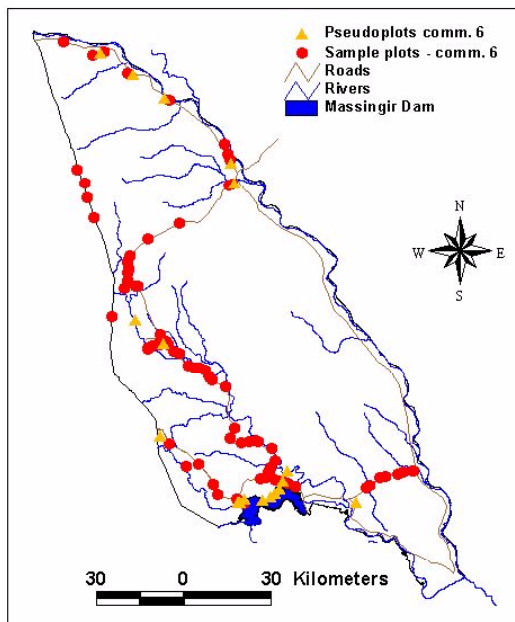 Pseudoplots comm. 6
Sample plots - comm. 6
Roads
Rivers
Massingir Dam
N
W E
S
30 0 30 Kilometers